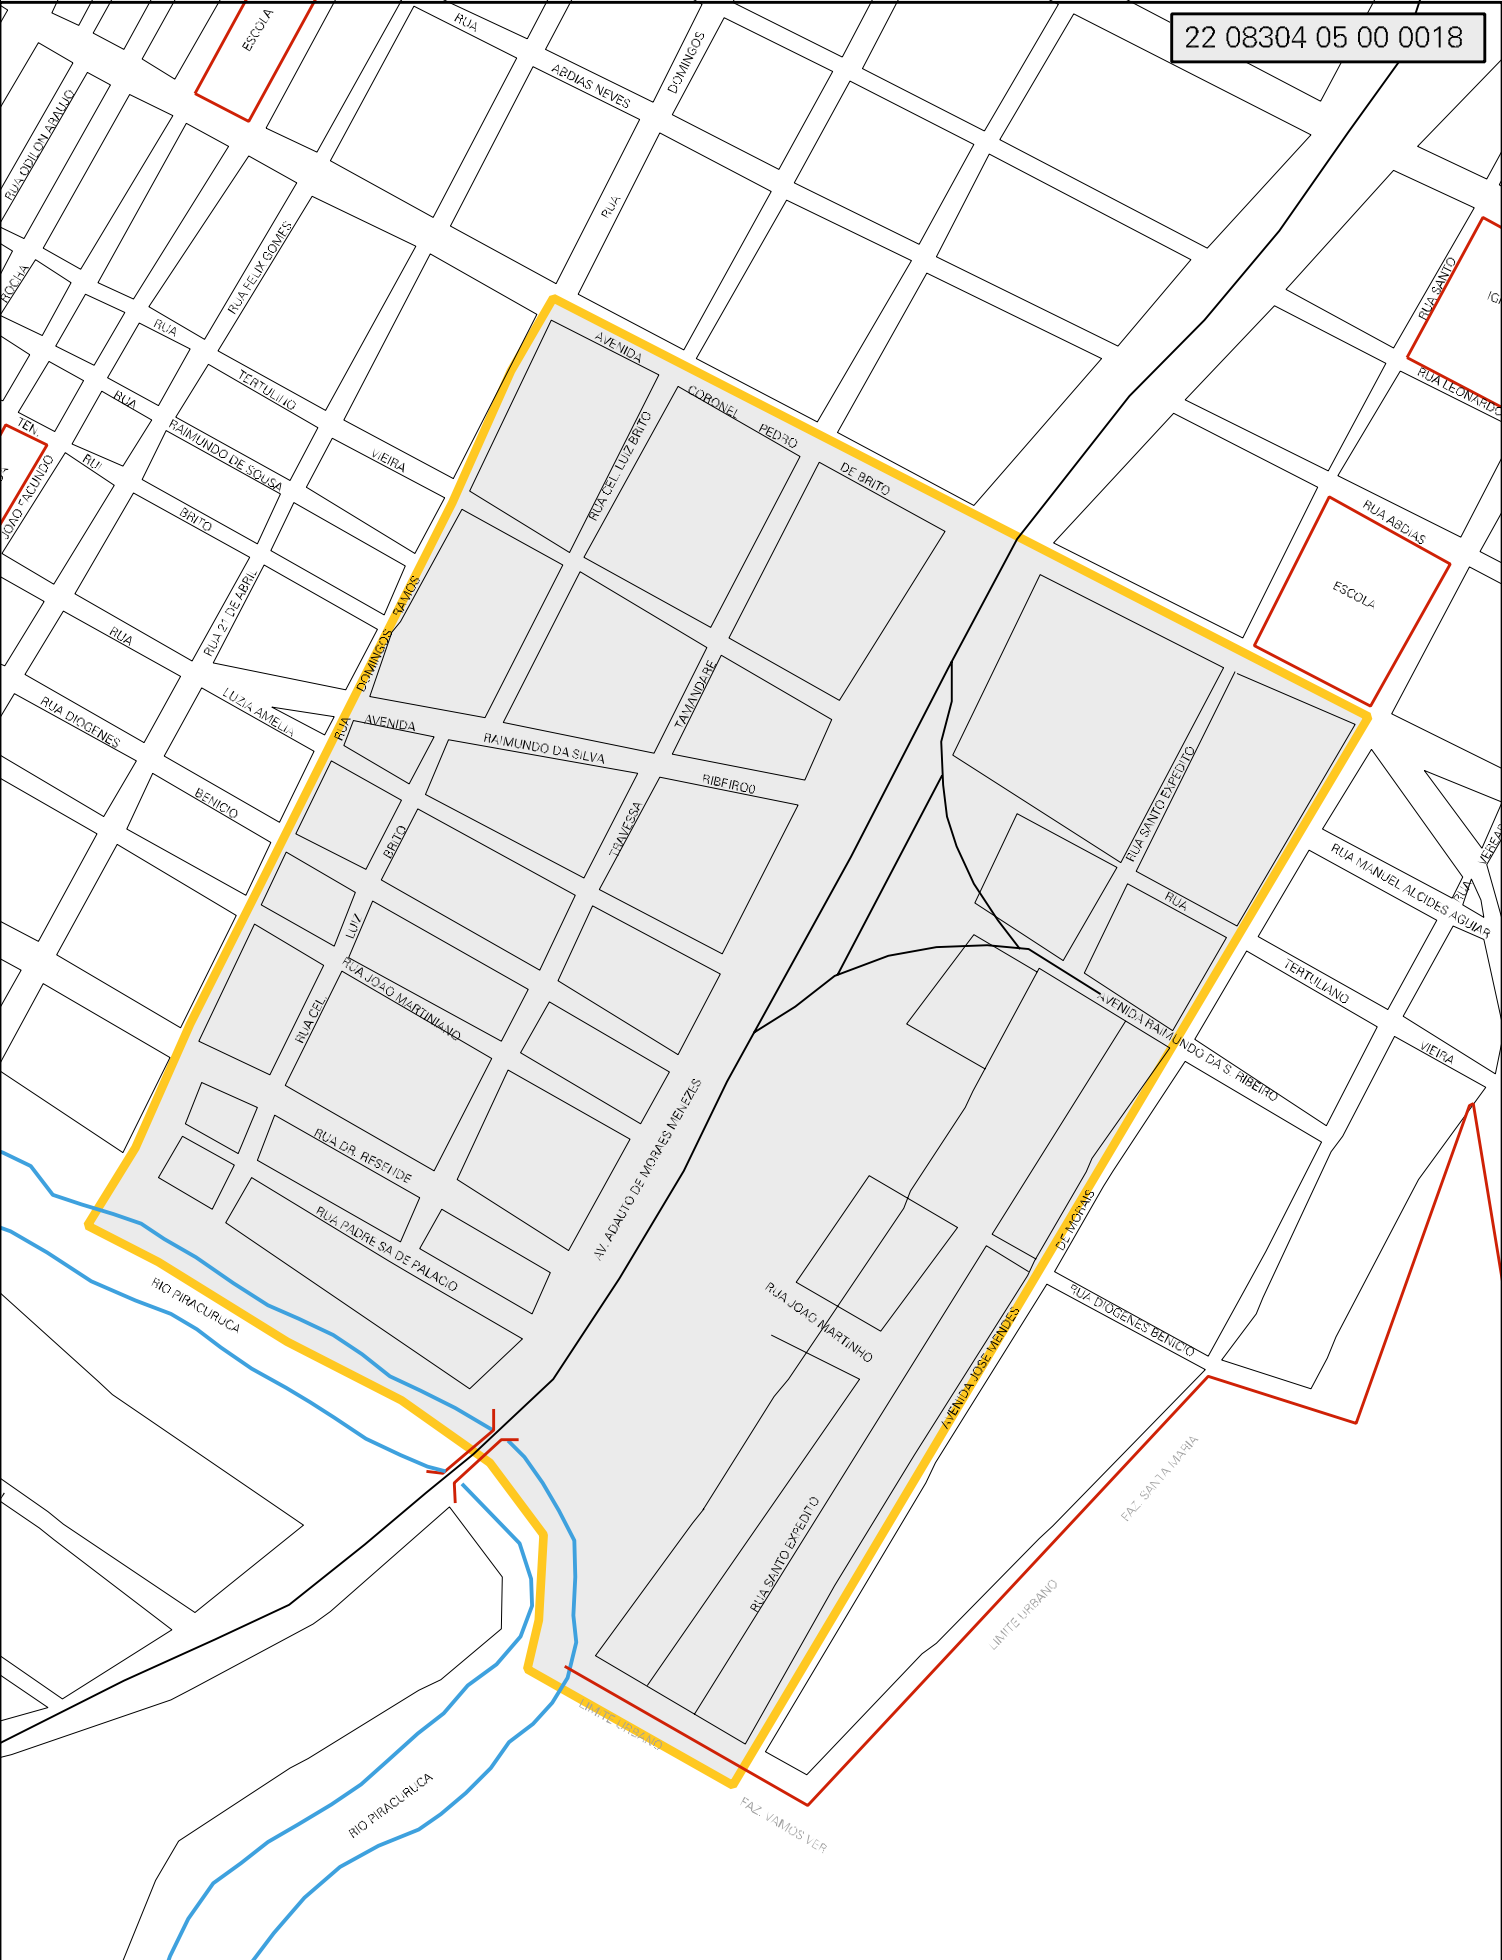 22 08304 05 00 0018
ESCOLA
RUA
ABDIAS NEVES
DOMINGOS
RUA ODILON ARAUJO
RUA
ROCHA
RUA FELIX GOMES
RUA SANTO
RUA
AVENIDA
TERTULINO
RUA
CORONEL
RUA LEONARDO
PEDRO
DE BRITO
RAIMUNDO DE SOUSA
VIEIRA
RUA CEL. LUIZ BRITO
JOAO FACUNDO
BRITO
RUA ABDIAS
ESCOLA
RUA 21 DE ABRIL
RAMOS
DOMINGOS
RUA
RUA
TAMANDARE
LUZIA AMELIA
RUA DIOGENES
AVENIDA
RAIMUNDO DA SILVA
RIBEIRO0
RUA SANTO EXPEDITO
BENICIO
BRITO
TRAVESSA
RUA MANUEL ALCIDES AGUIAR
RUA
LUIZ
RUA JOAO MARTINIANO
RUA CEL.
TERTULIANO
AVENIDA RAIMUNDO DA S. RIBEIRO
VIEIRA
RUA DR. RESENDE
AV. ADAUTO DE MORAES MENEZES
RUA PADRE SA DE PALACIO
DE MORAIS
RIO PIRACURUCA
RUA JOAO MARTINHO
RUA DIOGENES BENICIO
AVENIDA JOSE MENDES
FAZ. SANTA MARIA
RUA SANTO EXPEDITO
LIMITE URBANO
LIMITE URBANO
RIO PIRACURUCA
FAZ. VAMOS VER